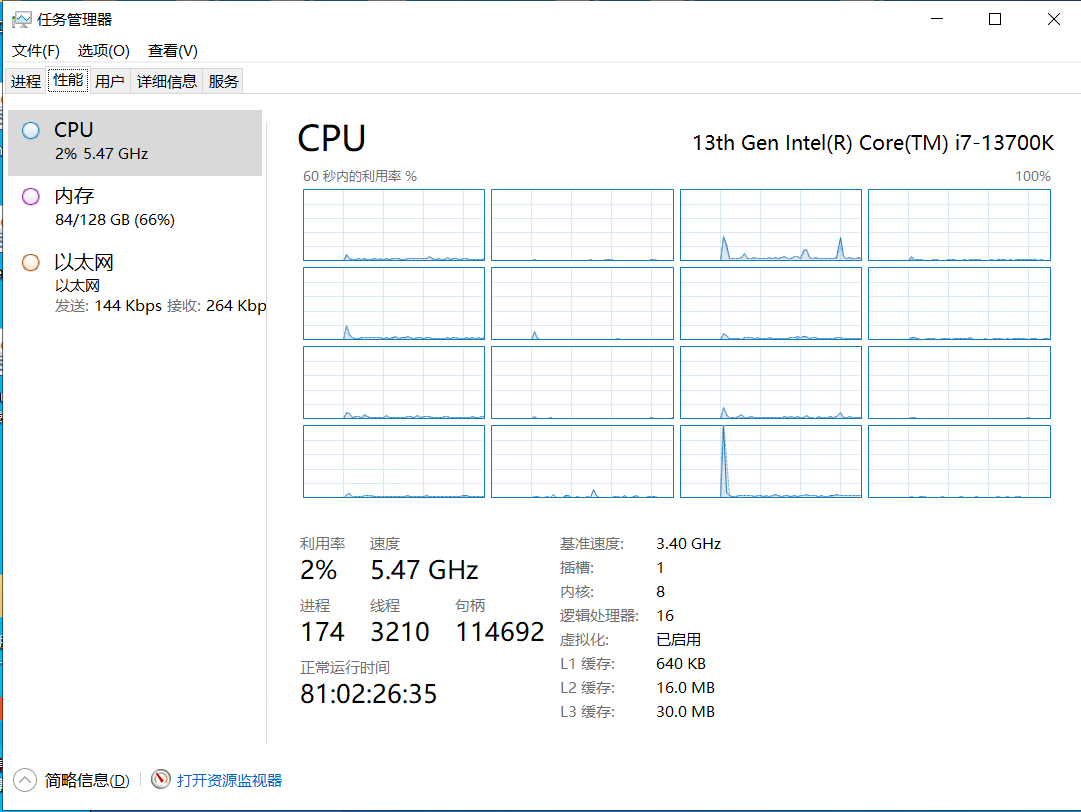 任务管理器
文件(F) 选项(O) 查看(V)
进程 性能 用户 详细信息 服务
CPU
2% 5.47 GHz
内存
84/128 GB (66%)
以太网
以太网
发送: 144 Kbps 接收: 264 Kbp
CPU 13th Gen Intel(R) Core(TM) i7-13700K
60 秒内的利用率 % 100%
利用率 速度
2% 5.47 GHz
进程 线程 句柄
174 3210 114692
正常运行时间
81:02:26:35
基准速度: 3.40 GHz
插槽: 1
内核: 8
逻辑处理器: 16
虚拟化: 已启用
L1 缓存: 640 KB
L2 缓存: 16.0 MB
L3 缓存: 30.0 MB
简略信息(D) 打开资源监视器